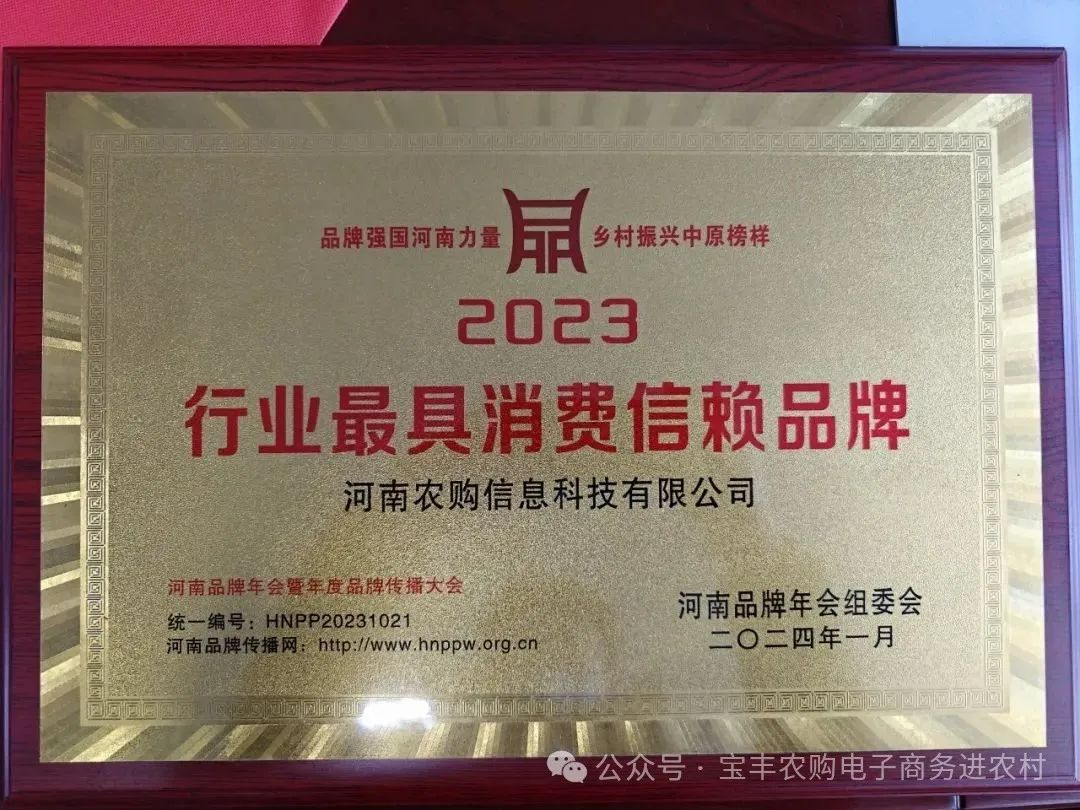 品牌强国河南力量 乡村振兴中原榜样
2023
行业最具消费信赖品牌
河南农购信息科技有限公司
河南品牌年会暨年度品牌传播大会
统一编号：HNPP20231021
河南品牌传播网：http://www.hnppw.org.cn
河南品牌年会组委会
二〇二四年一月
公众号·宝丰农购电子商务进农村